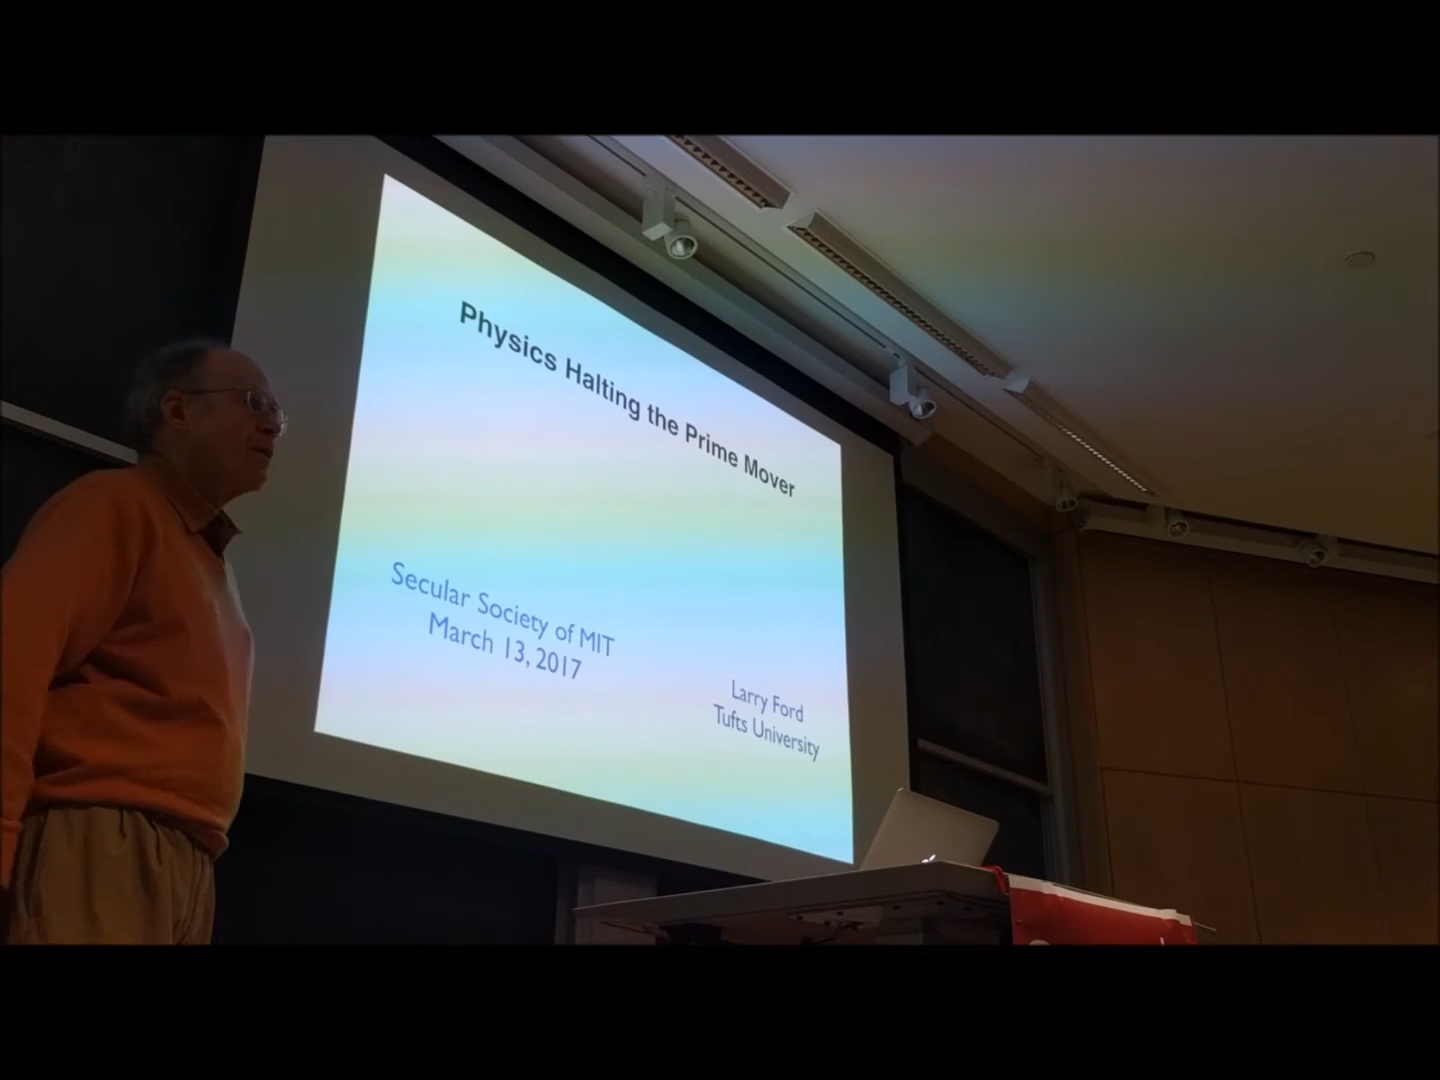 Physics Halting the Prime Mover
Secular Society of MIT
March 13, 2017
Larry Ford
Tufts University